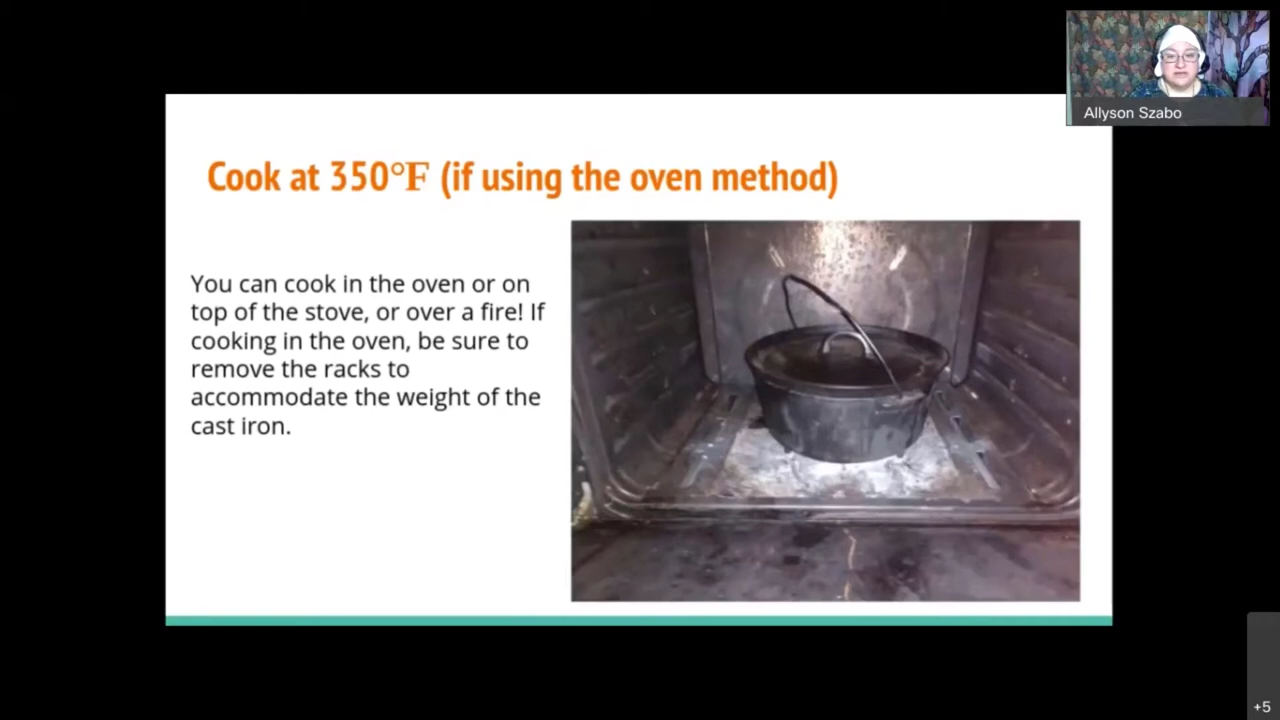 Allyson Szabo
Cook at 350°F (if using the oven method)
You can cook in the oven or on
top of the stove, or over a fire! If
cooking in the oven, be sure to
remove the racks to
accommodate the weight of the
cast iron.
+5